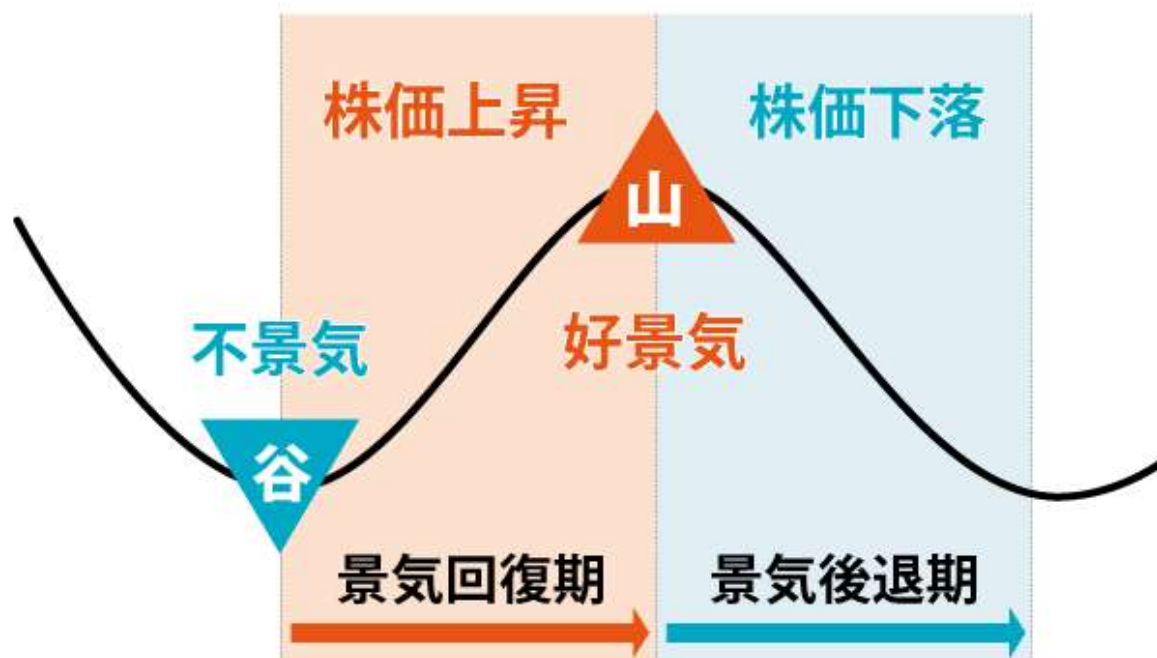 株価上昇
株価下落
山
不景気
好景気
谷
景気回復期
景気後退期